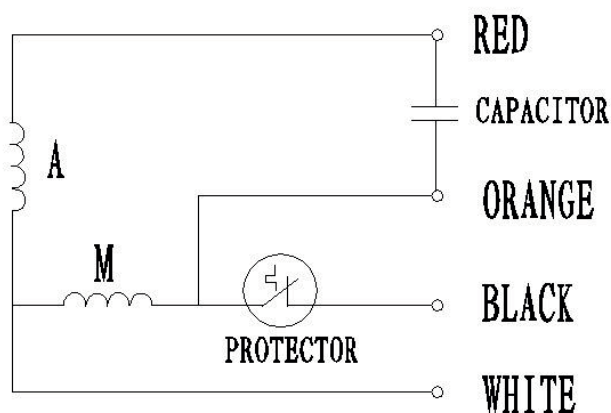 RED
CAPACITOR
A
ORANGE
M
BLACK
PROTECTOR
WHITE